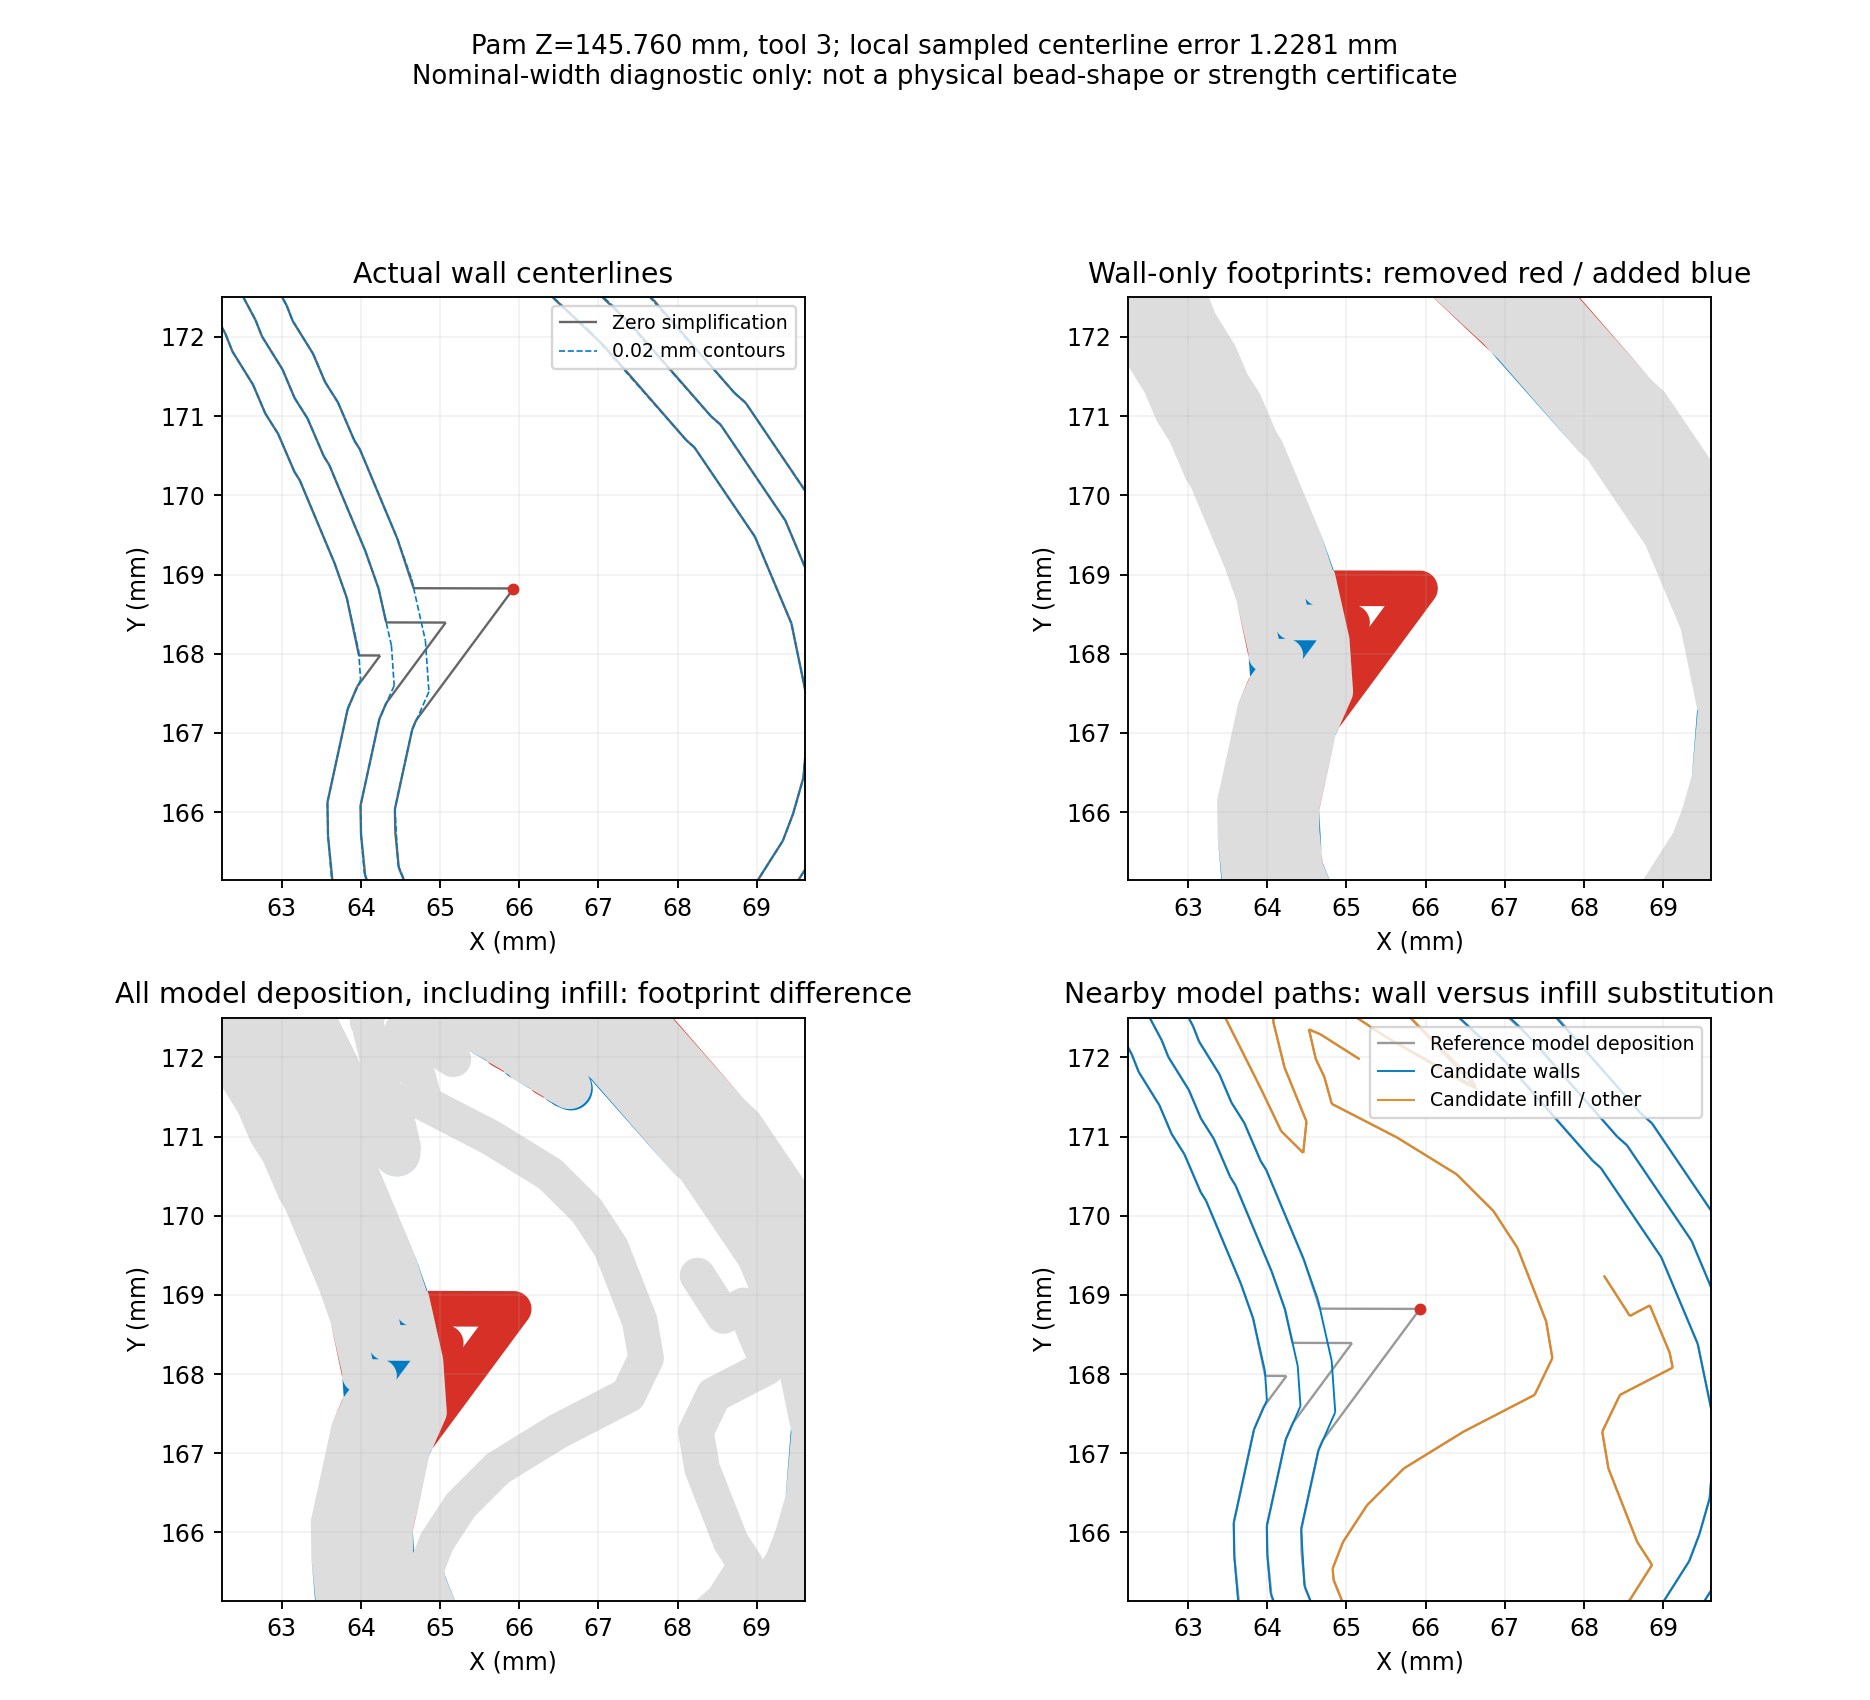 Pam Z=145.760 mm, tool 3; local sampled centerline error 1.2281 mm
Nominal-width diagnostic only: not a physical bead-shape or strength certificate
Actual wall centerlines
Zero simplification
0.02 mm contours
172
171
170
169
168
167
166
Y (mm)
63 64 65 66 67 68 69
X (mm)
Wall-only footprints: removed red / added blue
172
171
170
169
168
167
166
Y (mm)
63 64 65 66 67 68 69
X (mm)
All model deposition, including infill: footprint difference
172
171
170
169
168
167
166
Y (mm)
63 64 65 66 67 68 69
X (mm)
Nearby model paths: wall versus infill substitution
Reference model deposition
Candidate walls
Candidate infill / other
172
171
170
169
168
167
166
Y (mm)
63 64 65 66 67 68 69
X (mm)